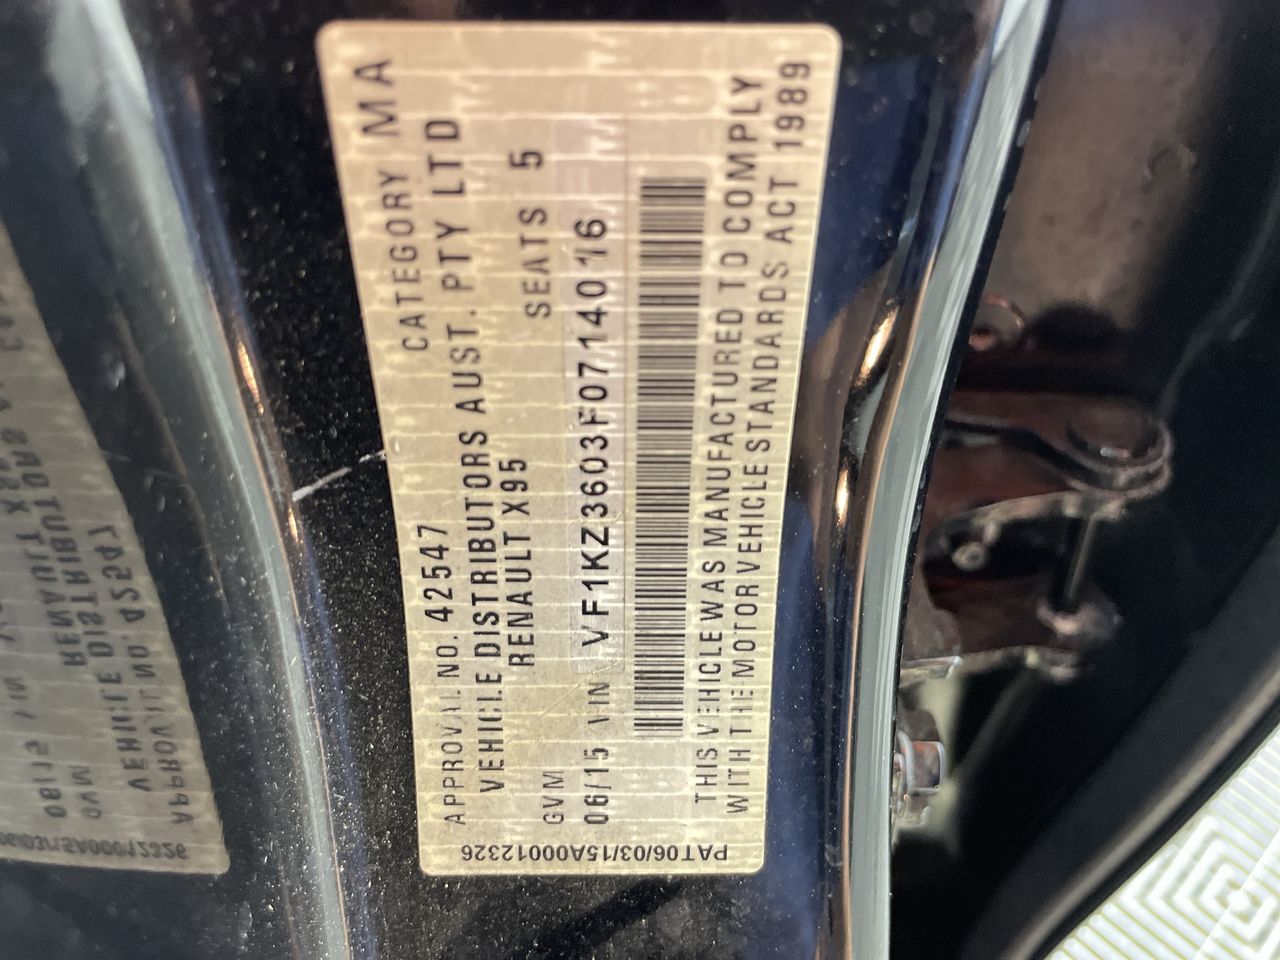 APPROVAL NO. 42547 CATEGORY MA
VEHICLE DISTRIBUTORS AUST. PTY LTD
RENAULT X95
GVM SEATS 5
06/15 VIN VF1KZ3603F0714016
THIS VEHICLE WAS MANUFACTURED TO COMPLY
WITH THE MOTOR VEHICLE STANDARDS ACT 1989
PAT06/03/15A00012326